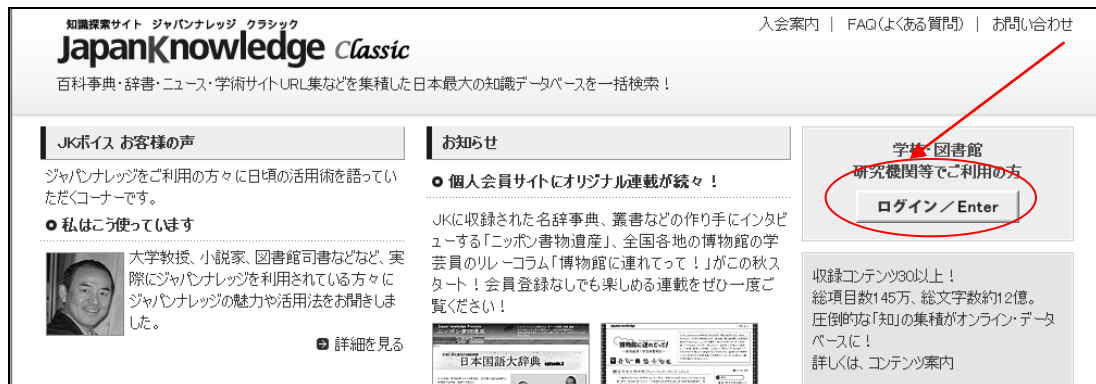 知識探索サイト ジャパンナレッジ クラシック
JapanKnowledge Classic
百科事典・辞書・ニュース・学術サイトURL集などを集積した日本最大の知識データベースを一括検索！
入会案内 | FAQ(よくある質問) | お問い合わせ
JKボイス お客様の声
ジャパンナレッジをご利用の方々に日頃の活用術を語ってい
ただくコーナーです。
私はこう使っています
大学教授、小説家、図書館司書などなど、実
際にジャパンナレッジを利用されている方々に
ジャパンナレッジの魅力や活用法をお聞きしま
した。
詳細を見る
お知らせ
個人会員サイトにオリジナル連載が続々！
JKに収録された名辞事典、叢書などの作り手にインタビ
ューする「ニッポン書物遺産」、全国各地の博物館の学
芸員のリレーコラム「博物館に連れてって！」がこの秋ス
タート！会員登録なしでも楽しめる連載をぜひ一度ご
覧ください！
日本国語大辞典 episode.2
博物館に連れてって！
学校・図書館
研究機関等でご利用の方
ログイン／Enter
収録コンテンツ30以上！
総項目数145万、総文字数約12億。
圧倒的な「知」の集積がオンライン・データ
ベースに！
詳しくは、コンテンツ案内